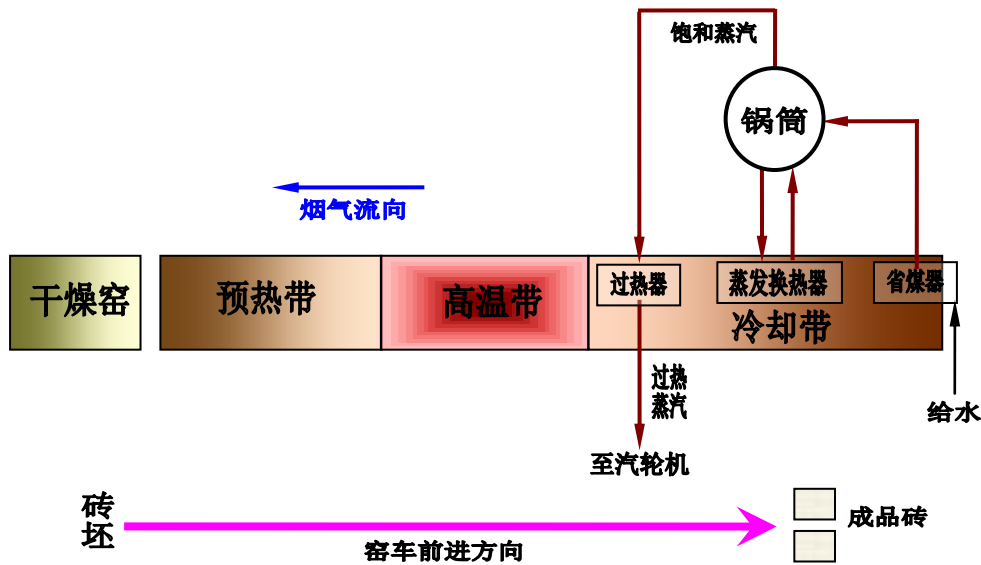 饱和蒸汽
锅筒
烟气流向
干燥窑
预热带
高温带
过热器
蒸发换热器
省煤器
冷却带
过热
蒸汽
给水
至汽轮机
砖
坯
成品砖
窑车前进方向